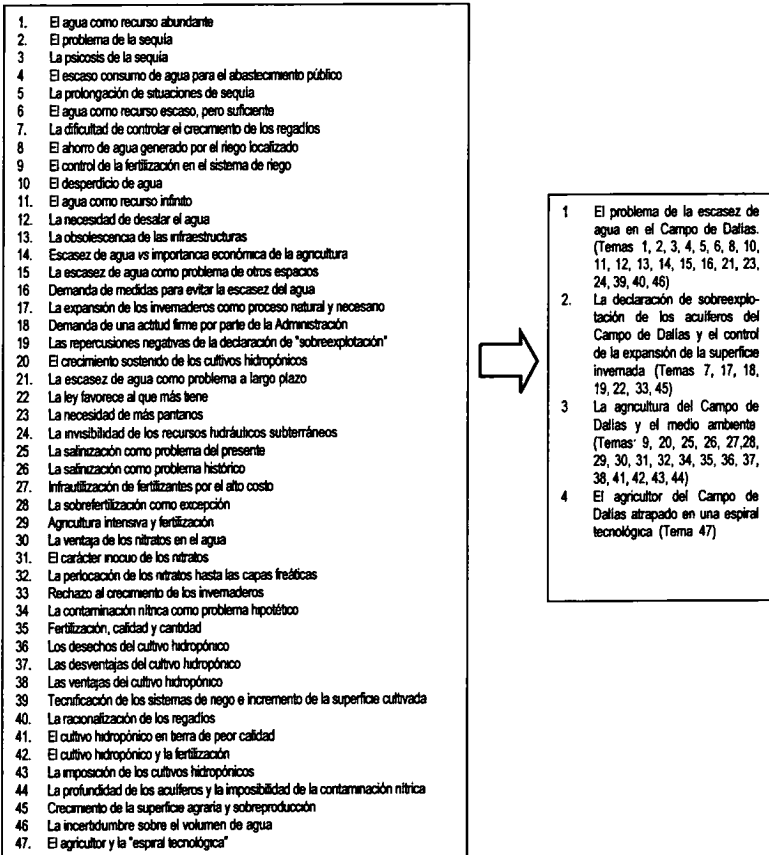 1. El agua como recurso abundante
2. El problema de la sequía
3 La psicosis de la sequía
4 El escaso consumo de agua para el abastecimiento público
5 La prolongación de situaciones de sequía
6 El agua como recurso escaso, pero suficiente
7. La dificultad de controlar el crecimiento de los regadíos
8 El ahorro de agua generado por el riego localizado
9 El control de la fertilización en el sistema de riego
10 El desperdicio de agua
11. El agua como recurso infinito
12. La necesidad de desalar el agua
13. La obsolescencia de las infraestructuras
14. Escasez de agua vs importancia económica de la agricultura
15 La escasez de agua como problema de otros espacios
16 Demanda de medidas para evitar la escasez del agua
17. La expansión de los invernaderos como proceso natural y necesario
18 Demanda de una actitud firme por parte de la Administración
19 Las repercusiones negativas de la declaración de "sobreexplotación"
20 El crecimiento sostenido de los cultivos hidropónicos
21. La escasez de agua como problema a largo plazo
22 La ley favorece al que más tiene
23 La necesidad de más pantanos
24. La invisibilidad de los recursos hidráulicos subterráneos
25 La salinización como problema del presente
26 La salinización como problema histórico
27. Infrautilización de fertilizantes por el alto costo
28 La sobrefertilización como excepción
29 Agricultura intensiva y fertilización
30 La ventaja de los nitratos en el agua
31. El carácter inocuo de los nitratos
32. La perlocación de los nitratos hasta las capas freáticas
33 Rechazo al crecimiento de los invernaderos
34 La contaminación nítrica como problema hipotético
35 Fertilización, calidad y cantidad
36 Los desechos del cultivo hidropónico
37. Las desventajas del cultivo hidropónico
38 Las ventajas del cultivo hidropónico
39 Tecnificación de los sistemas de riego e incremento de la superficie cultivada
40. La racionalización de los regadíos
41. El cultivo hidropónico en tierra de peor calidad
42. El cultivo hidropónico y la fertilización
43 La imposición de los cultivos hidropónicos
44 La profundidad de los acuíferos y la imposibilidad de la contaminación nítrica
45 Crecimiento de la superficie agraria y sobreproducción
46 La incertidumbre sobre el volumen de agua
47. El agricultor y la "espiral tecnológica"
1 El problema de la escasez de
agua en el Campo de Dalías.
(Temas 1, 2, 3, 4, 5, 6, 8, 10,
11, 12, 13, 14, 15, 16, 21, 23,
24, 39, 40, 46)
2. La declaración de sobreexplo-
tación de los acuíferos del
Campo de Dalías y el control
de la expansión de la superficie
invernada (Temas 7, 17, 18,
19, 22, 33, 45)
3 La agricultura del Campo de
Dalías y el medio ambiente
(Temas 9, 20, 25, 26, 27,28,
29, 30, 31, 32, 34, 35, 36, 37,
38, 41, 42, 43, 44)
4 El agricultor del Campo de
Dalías atrapado en una espiral
tecnológica (Tema 47)